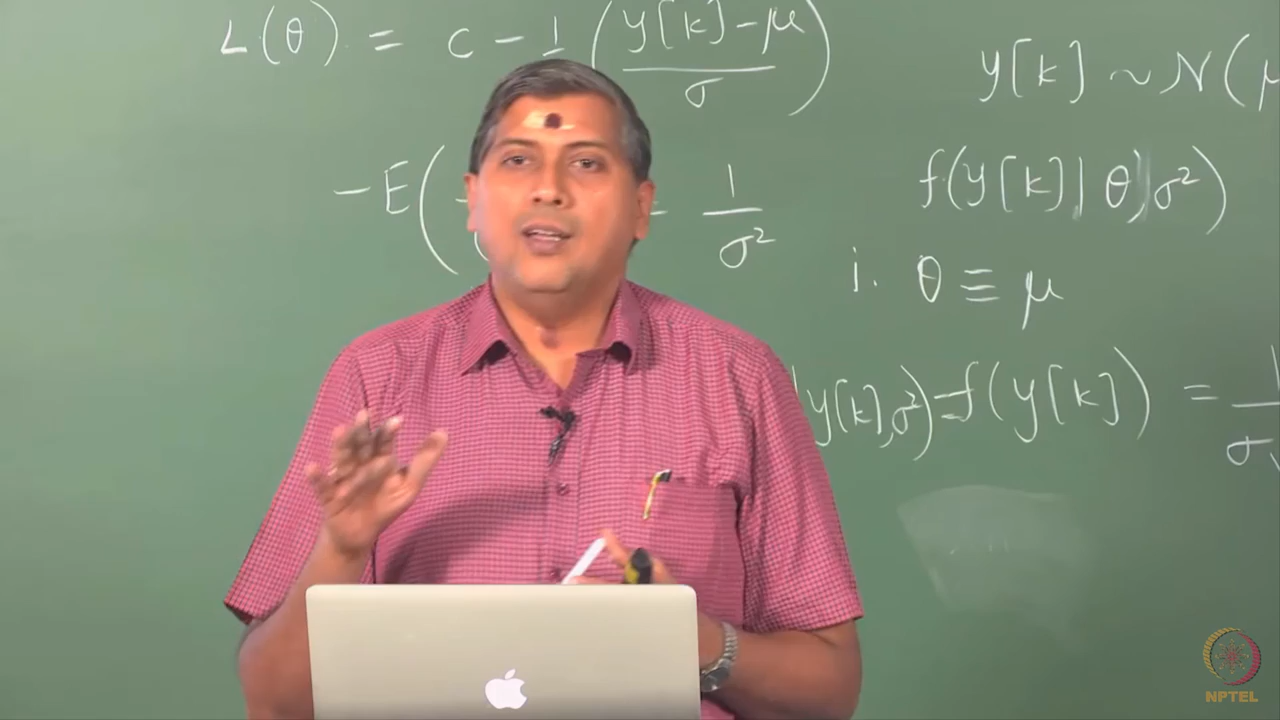 L(θ) = c - 1/ (y[k] - μ / σ)
- E( = 1/σ²
y[k] ~ N(μ
f(y[k] | θ, σ²)
i. θ ≡ μ
y[k], σ²) = f(y[k]) = 1/σ√
NPTEL